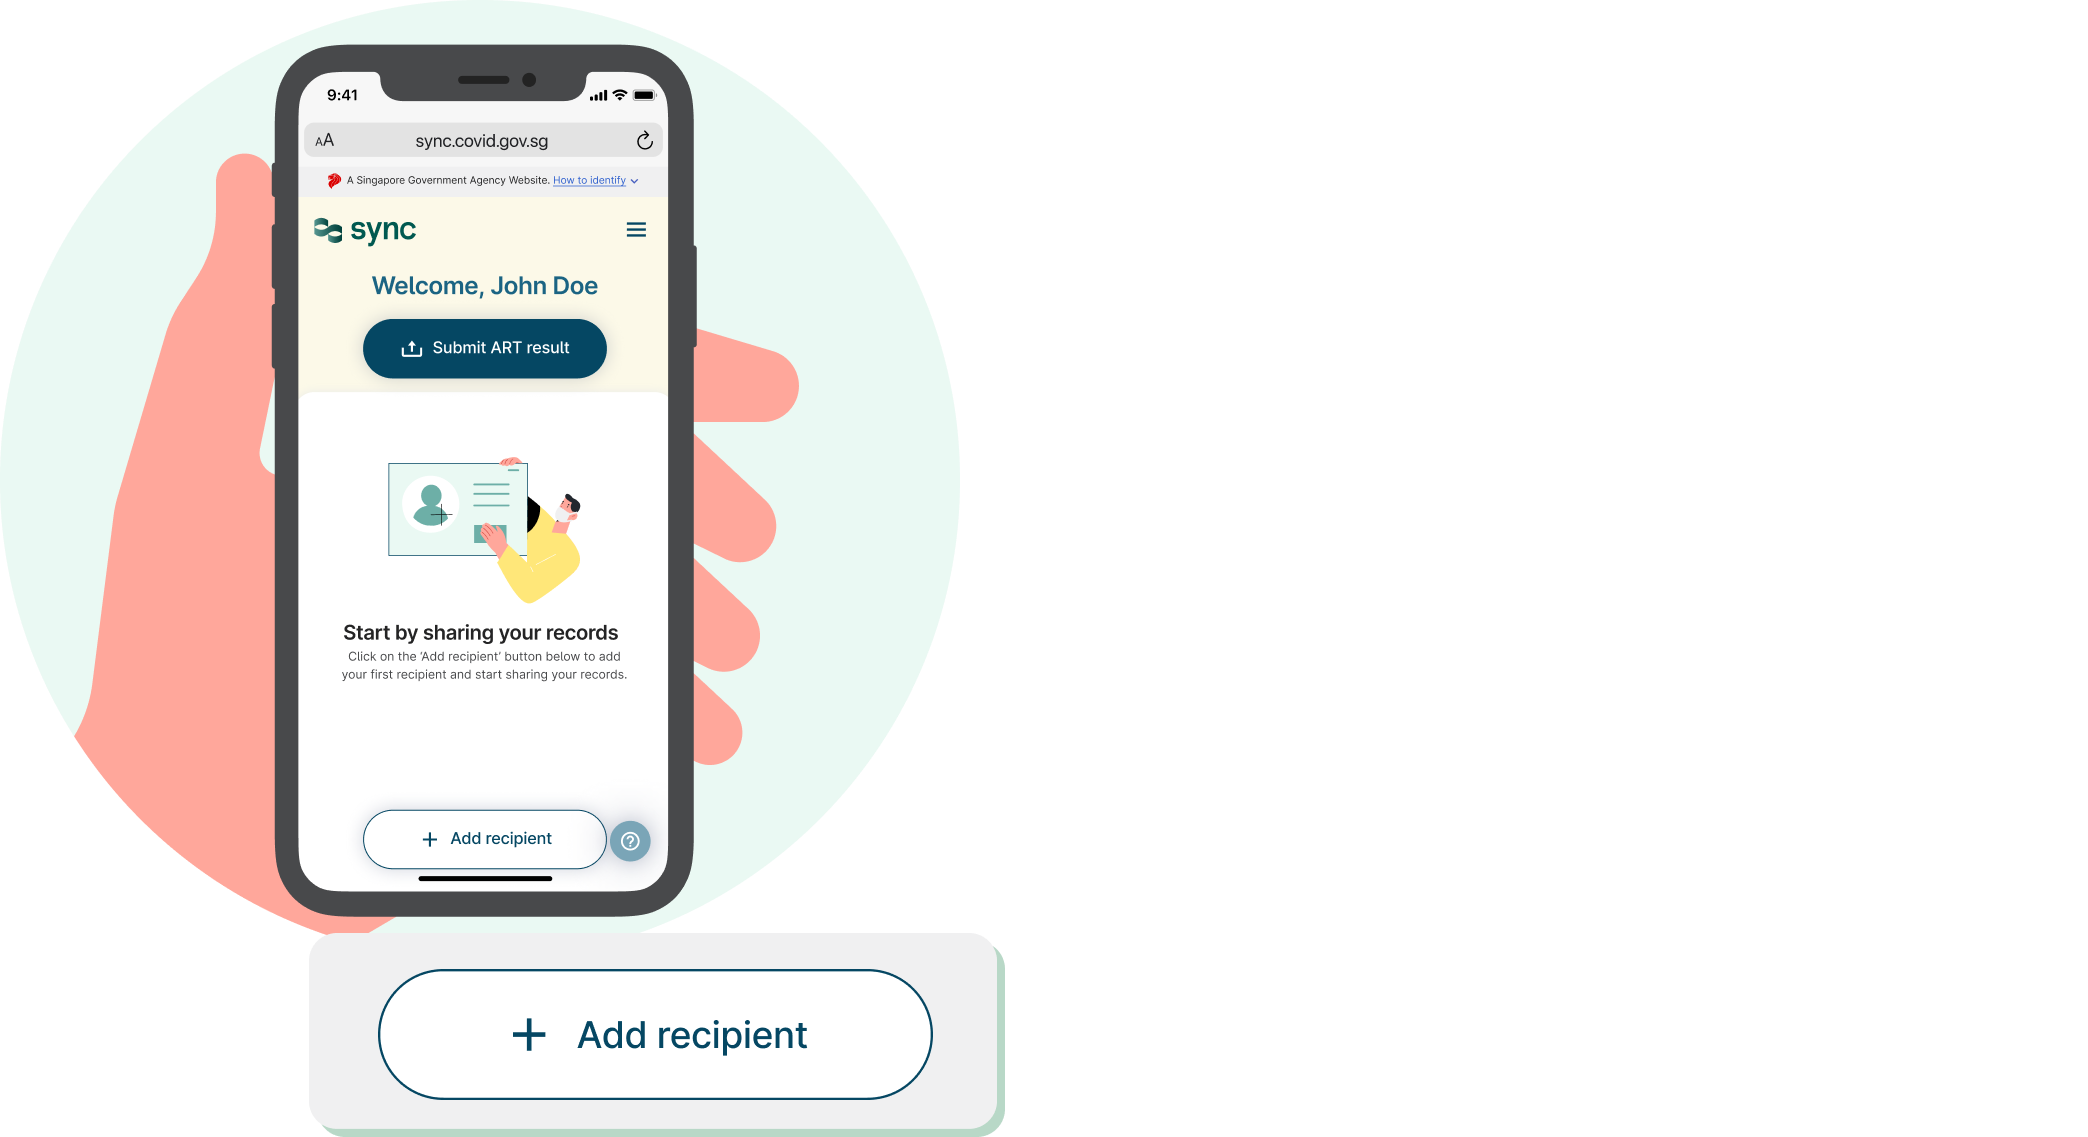 9:41
AA
sync.covid.gov.sg
A Singapore Government Agency Website. How to identify
sync
Welcome, John Doe
Submit ART result
Start by sharing your records
Click on the ‘Add recipient’ button below to add
your first recipient and start sharing your records.
+ Add recipient
?
+ Add recipient